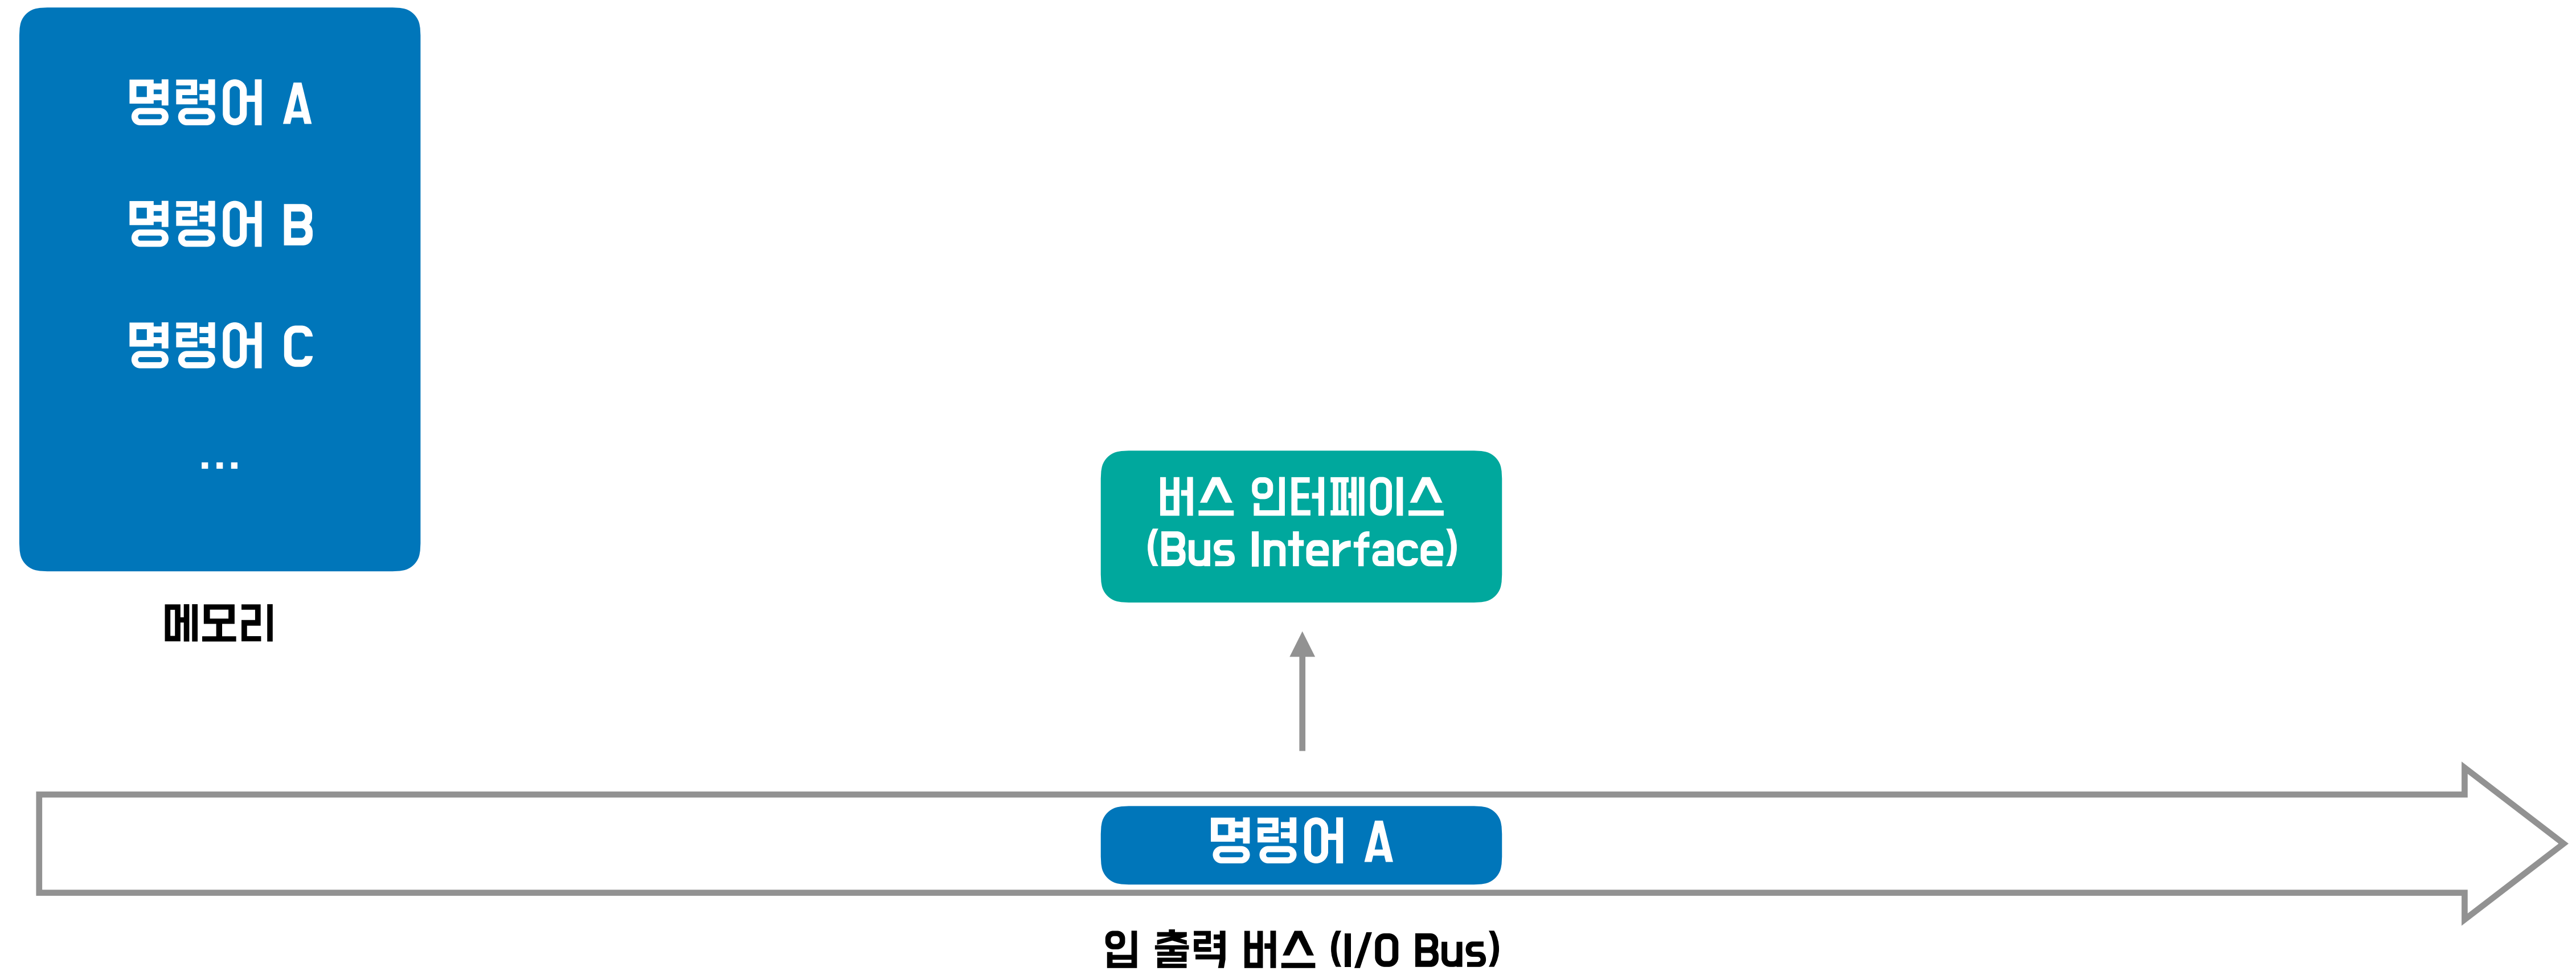 명령어 A
명령어 B
명령어 C
...
메모리
버스 인터페이스
(Bus Interface)
명령어 A
입 출력 버스 (I/O Bus)